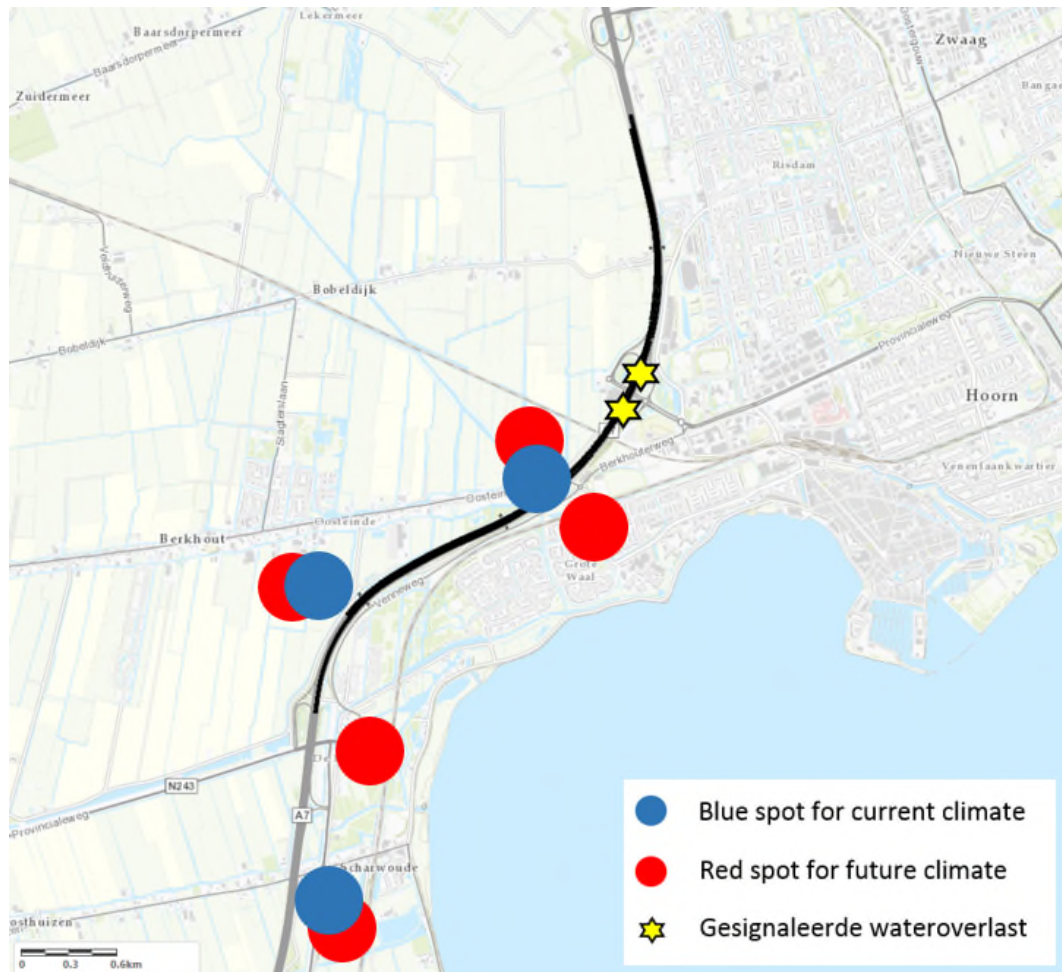 Lekermeer
Baarsdorpermeer
Zwaag
Baarsdorpermeer
Zuidermeer
Risdam
Nieuwe Steen
Bobeldijk
Provincialeweg
Bobeldijk
Hoorn
Berkhouterweg
Venenlaankwartier
Oosteinde
Berkhout
Grote
Waal
Venneweg
N243
A7
Provincialeweg
Scharwoude
0 0.3 0.6km
Blue spot for current climate
Red spot for future climate
Gesignaleerde wateroverlast